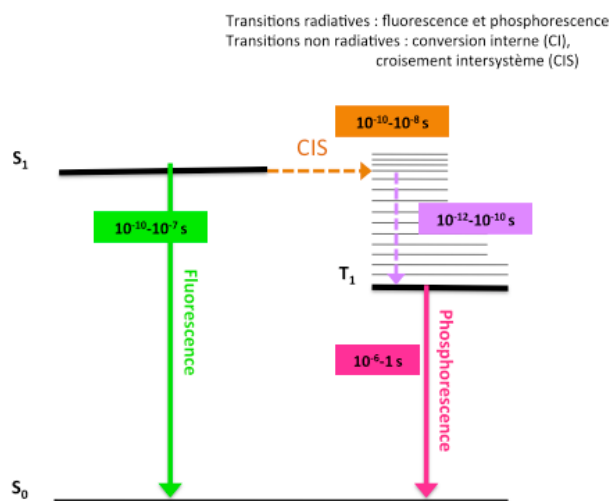 Transitions radiatives : fluorescence et phosphorescence
Transitions non radiatives : conversion interne (CI),
croisement intersystème (CIS)
10⁻¹⁰-10⁻⁸ s
CIS
S₁
10⁻¹⁰-10⁻⁷ s
10⁻¹²-10⁻¹⁰ s
T₁
Fluorescence
Phosphorescence
10⁻⁶-1 s
S₀